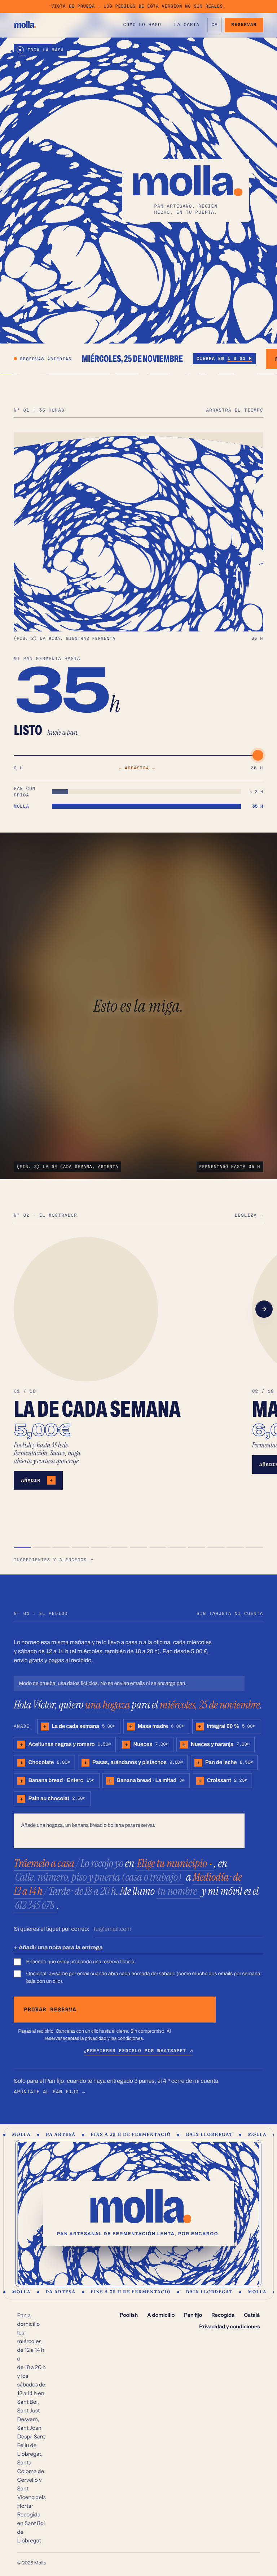 VISTA DE PRUEBA · LOS PEDIDOS DE ESTA VERSIÓN NO SON REALES.
molla.
CÓMO LO HAGO
LA CARTA
CA
RESERVAR
TOCA LA MASA
molla.
PAN ARTESANO, RECIÉN
HECHO, EN TU PUERTA.
RESERVAS ABIERTAS
MIÉRCOLES, 25 DE NOVIEMBRE
CIERRA EN 1 D 21 H
Nº 01 · 35 HORAS
ARRASTRA EL TIEMPO
(FIG. 2) LA MIGA, MIENTRAS FERMENTA
35 H
MI PAN FERMENTA HASTA
35h
LISTO huele a pan.
0 H
← ARRASTRA →
35 H
PAN CON
PRISA
< 3 H
MOLLA
35 H
Esto es la miga.
(FIG. 3) LA DE CADA SEMANA, ABIERTA
FERMENTADO HASTA 35 H
Nº 02 · EL MOSTRADOR
DESLIZA →
01 / 12
LA DE CADA SEMANA
5,00€
Poolish y hasta 35 h de
fermentación. Suave, miga
abierta y corteza que cruje.
AÑADIR +
02 / 12
MA
6,0
Fermenta
AÑADIR
INGREDIENTES Y ALÉRGENOS
Nº 04 · EL PEDIDO
SIN TARJETA NI CUENTA
Lo horneo esa misma mañana y te lo llevo a casa o a la oficina, cada miércoles
y sábado de 12 a 14 h (el miércoles, también de 18 a 20 h). Pan desde 5,00 €,
envío gratis y pagas al recibirlo.
Modo de prueba: usa datos ficticios. No se envían emails ni se encarga pan.
Hola Víctor, quiero una hogaza para el miércoles, 25 de noviembre.
AÑADE:
+ La de cada semana 5,00€
+ Masa madre 6,00€
+ Integral 60 % 6,00€
+ Aceitunas negras y romero 6,50€
+ Nueces 7,00€
+ Nueces y naranja 7,00€
+ Chocolate 8,00€
+ Pasas, arándanos y pistachos 9,00€
+ Pan de leche 6,50€
+ Banana bread · Entero 15€
+ Banana bread · La mitad 8€
+ Croissant 2,20€
+ Pain au chocolat 2,50€
Añade una hogaza, un banana bread o bollería para reservar.
Tráemelo a casa / Lo recojo yo en Elige tu municipio , en
Calle, número, piso y puerta (casa o trabajo) a Mediodía · de
12 a 14 h / Tarde · de 18 a 20 h. Me llamo tu nombre y mi móvil es el
612 345 678 .
Si quieres el tiquet por correo: tu@email.com
+ Añadir una nota para la entrega
Entiendo que estoy probando una reserva ficticia.
Opcional: avísame por email cuando abra cada hornada del sábado (como mucho dos emails por semana;
baja con un clic).
PROBAR RESERVA
Pagas al recibirlo. Cancelas con un clic hasta el cierre. Sin compromiso. Al
reservar aceptas la privacidad y las condiciones.
¿PREFIERES PEDIRLO POR WHATSAPP? ↗
Solo para el Pan fijo: cuando te haya entregado 3 panes, el 4.º corre de mi cuenta.
APÚNTATE AL PAN FIJO →
MOLLA ● PA ARTESÀ ● FINS A 35 H DE FERMENTACIÓ ● BAIX LLOBREGAT ● MOLLA
molla.
PAN ARTESANAL DE FERMENTACIÓN LENTA, POR ENCARGO.
MOLLA ● PA ARTESÀ ● FINS A 35 H DE FERMENTACIÓ ● BAIX LLOBREGAT ● MOLLA
Pan a
domicilio
los
miércoles
de 12 a 14 h
o
de 18 a 20 h
y los
sábados de
12 a 14 h en
Sant Boi,
Sant Just
Desvern,
Sant Joan
Despí, Sant
Feliu de
Llobregat,
Santa
Coloma de
Cervelló y
Sant
Vicenç dels
Horts ·
Recogida
en Sant Boi
de
Llobregat
Poolish
A domicilio
Pan fijo
Recogida
Català
Privacidad y condiciones
© 2026 Molla